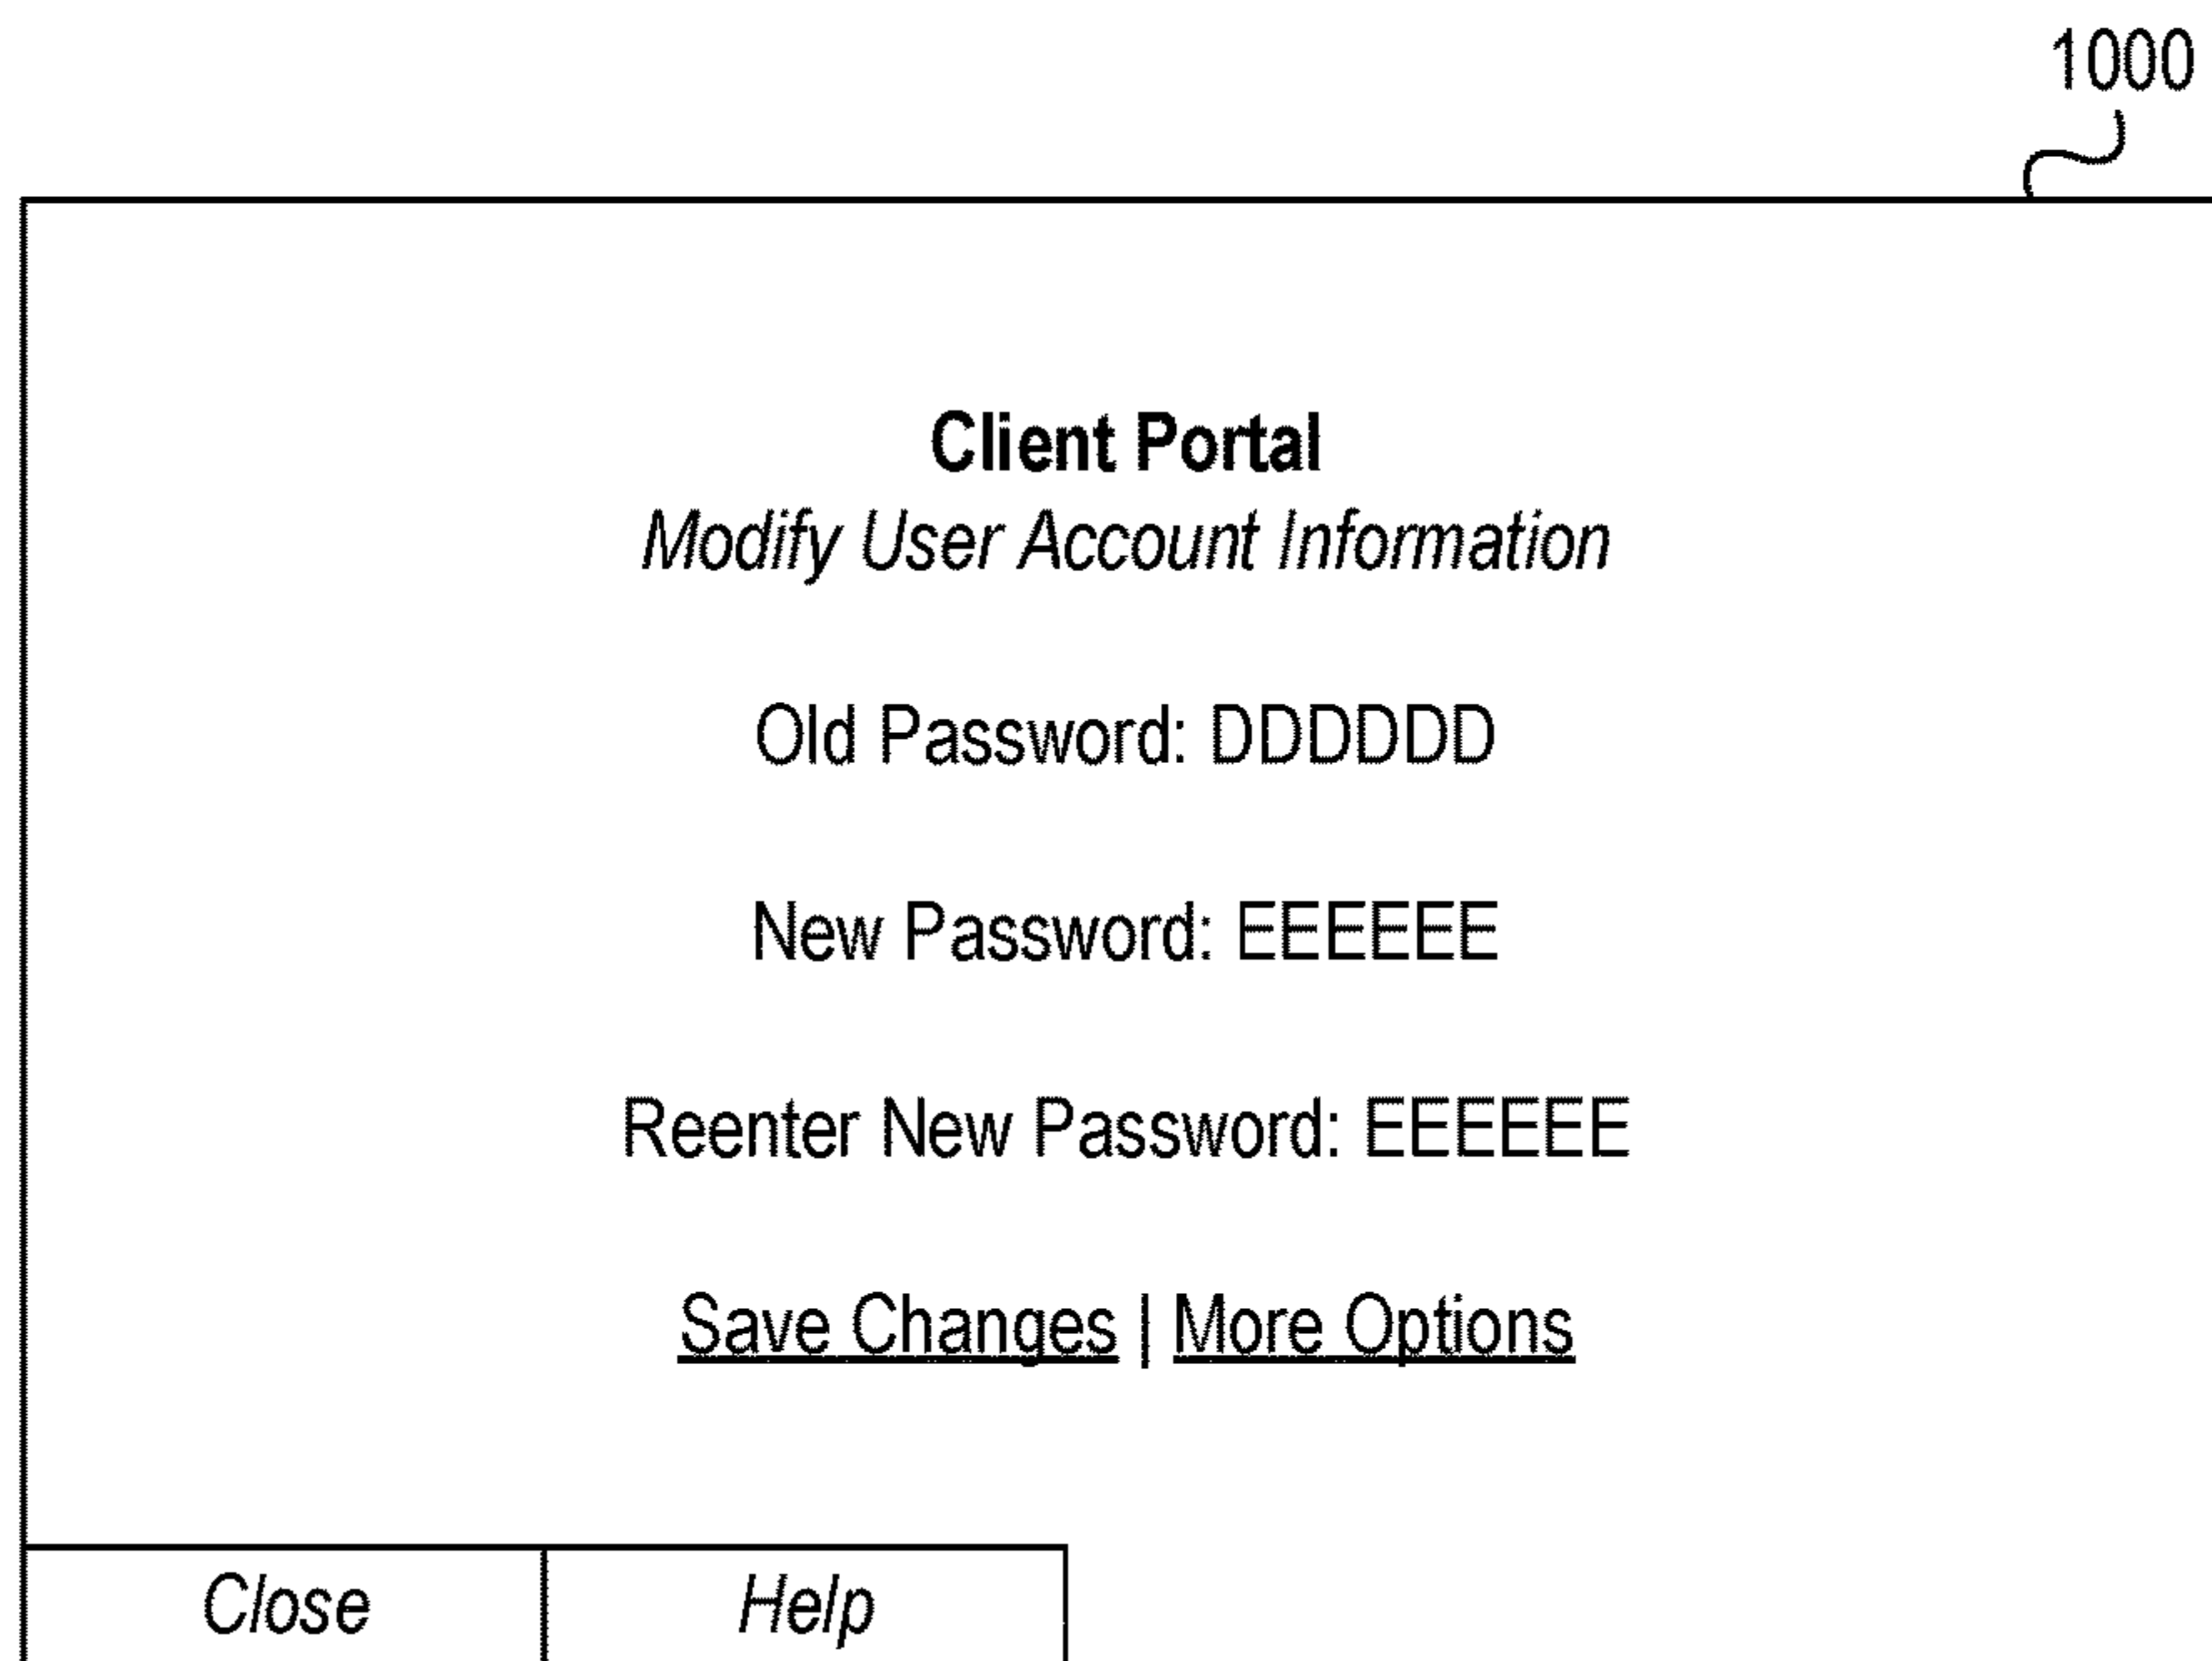 1000
Client Portal
Modify User Account Information
Old Password: DDDDDD
New Password: EEEEEE
Reenter New Password: EEEEEE
Save Changes | More Options
Close Help